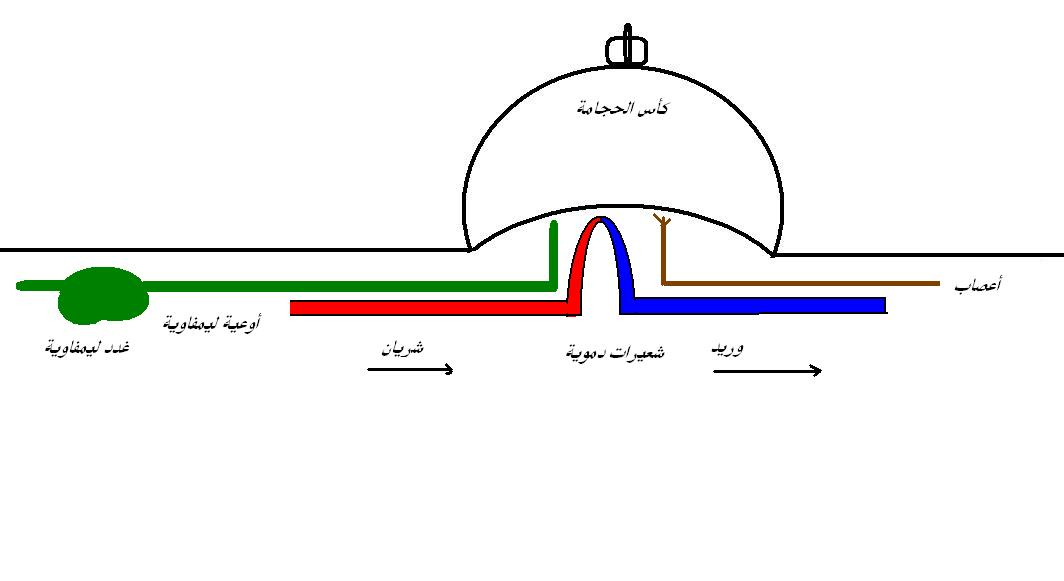 كأس الحجامة
أعصاب
أوعية ليمفاوية
غدد ليمفاوية
وريد
شعيرات دموية
شريان